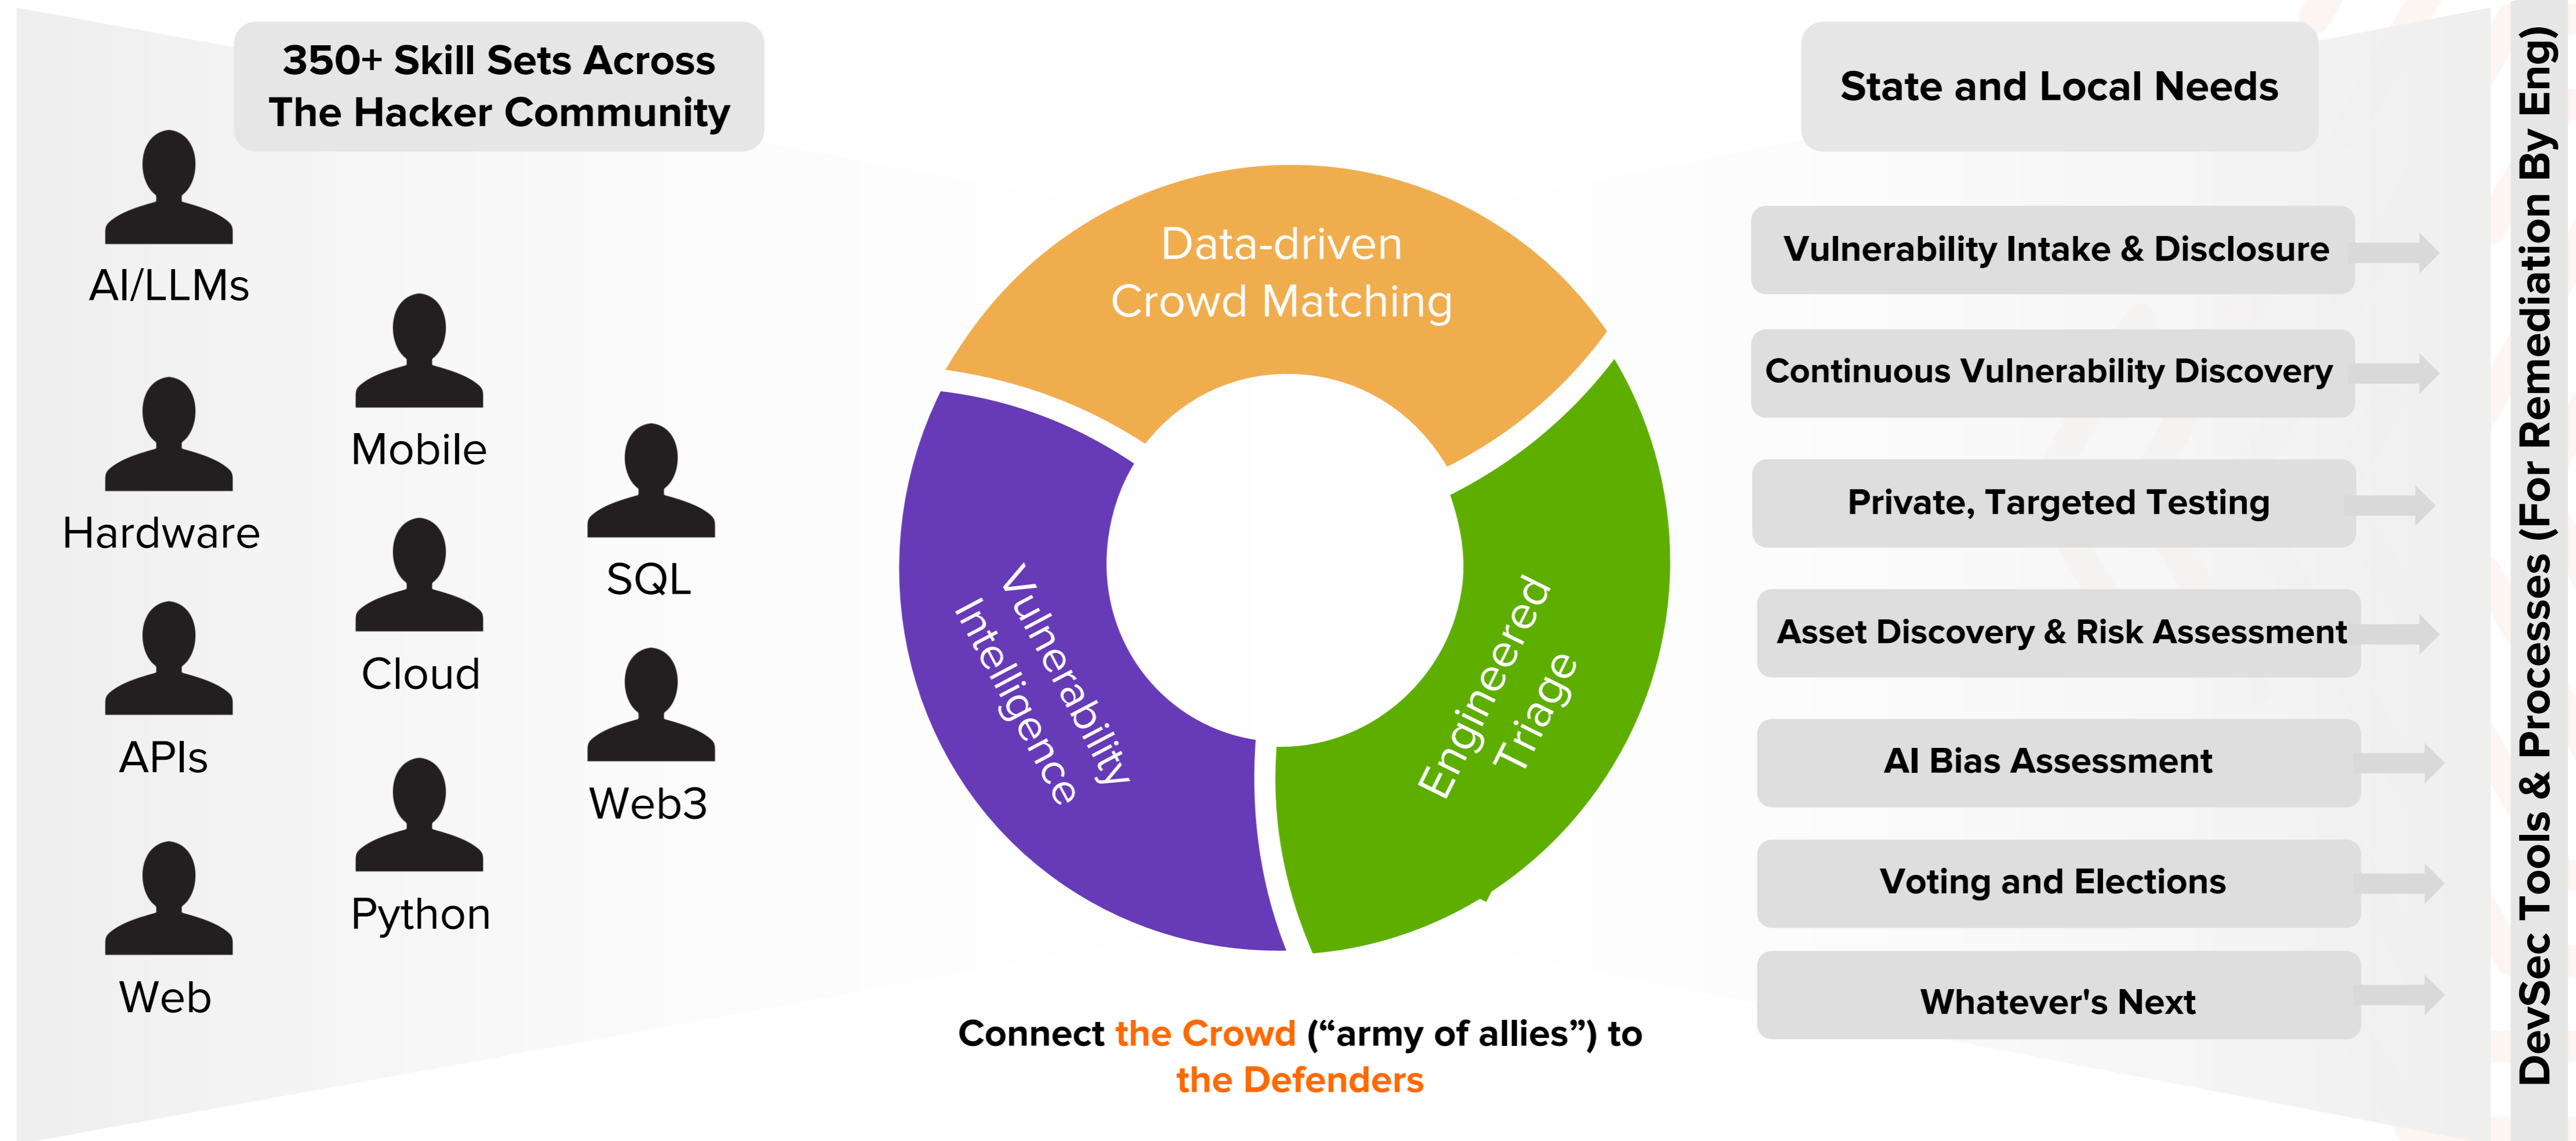 350+ Skill Sets Across
The Hacker Community
AI/LLMs
Hardware
APIs
Web
Mobile
Cloud
Python
SQL
Web3
Data-driven
Crowd Matching
Vulnerability
Intelligence
Engineered
Triage
Connect the Crowd (“army of allies”) to
the Defenders
State and Local Needs
Vulnerability Intake & Disclosure
Continuous Vulnerability Discovery
Private, Targeted Testing
Asset Discovery & Risk Assessment
AI Bias Assessment
Voting and Elections
Whatever's Next
DevSec Tools & Processes (For Remediation By Eng)